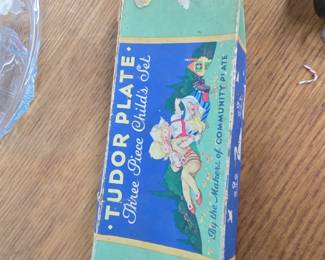 · TUDOR PLATE ·
Three Piece Child's Set
By the Makers of COMMUNITY PLATE